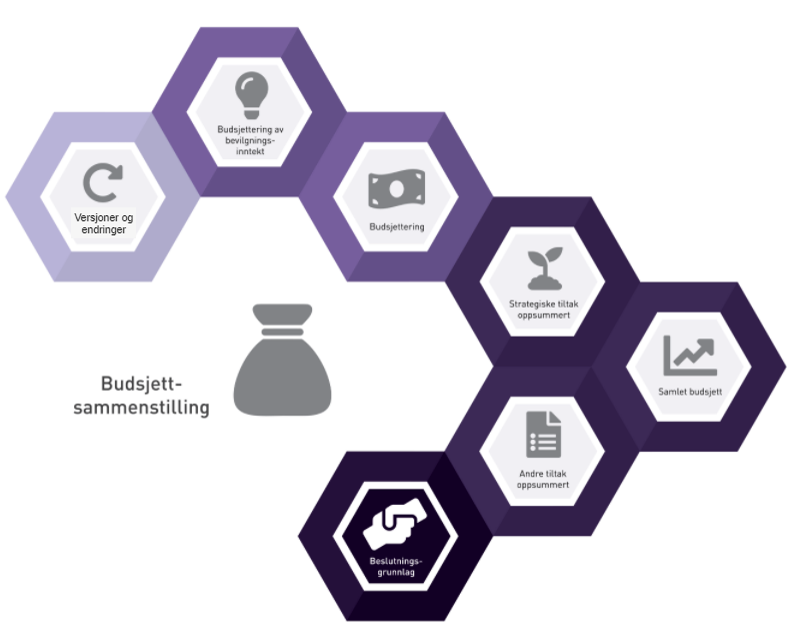 Budsjettering av
bevilgnings-
inntekt
Versjoner og
endringer
Budsjettering
Strategiske tiltak
oppsummert
Samlet budsjett
Budsjett-
sammenstilling
Andre tiltak
oppsummert
Beslutnings-
grunnlag